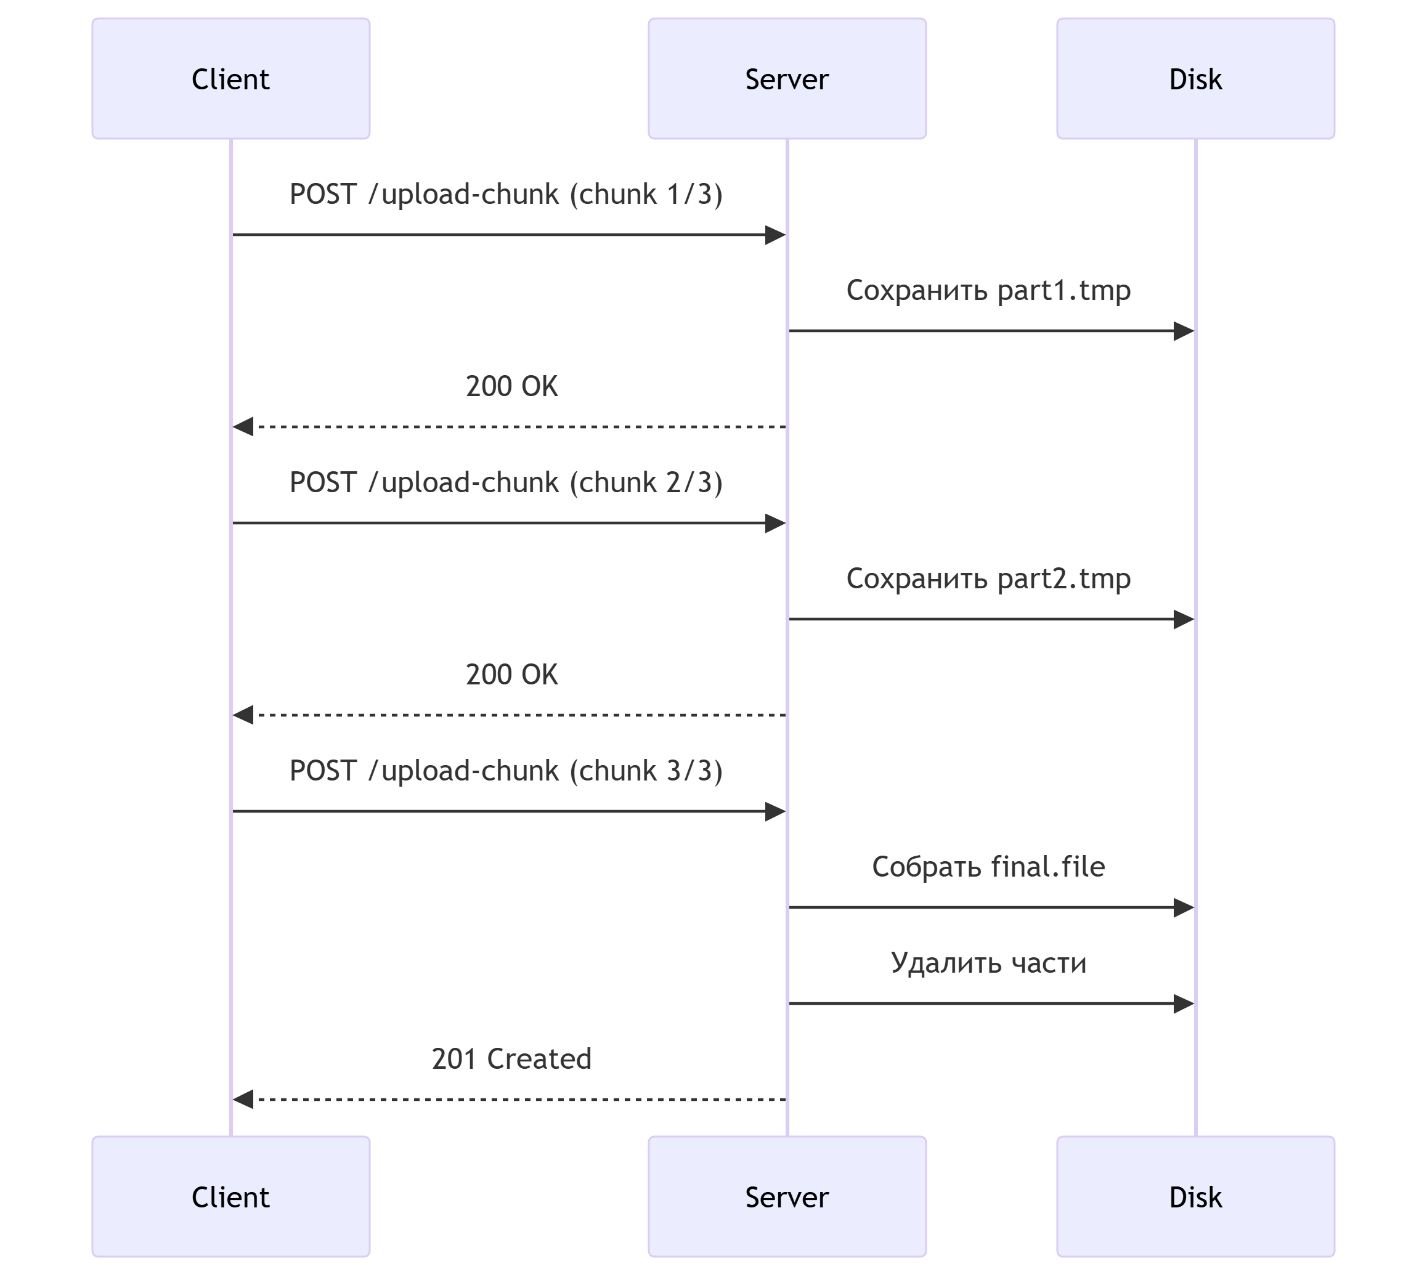 Client
Server
Disk
POST /upload-chunk (chunk 1/3)
Сохранить part1.tmp
200 OK
POST /upload-chunk (chunk 2/3)
Сохранить part2.tmp
200 OK
POST /upload-chunk (chunk 3/3)
Собрать final.file
Удалить части
201 Created
Client
Server
Disk